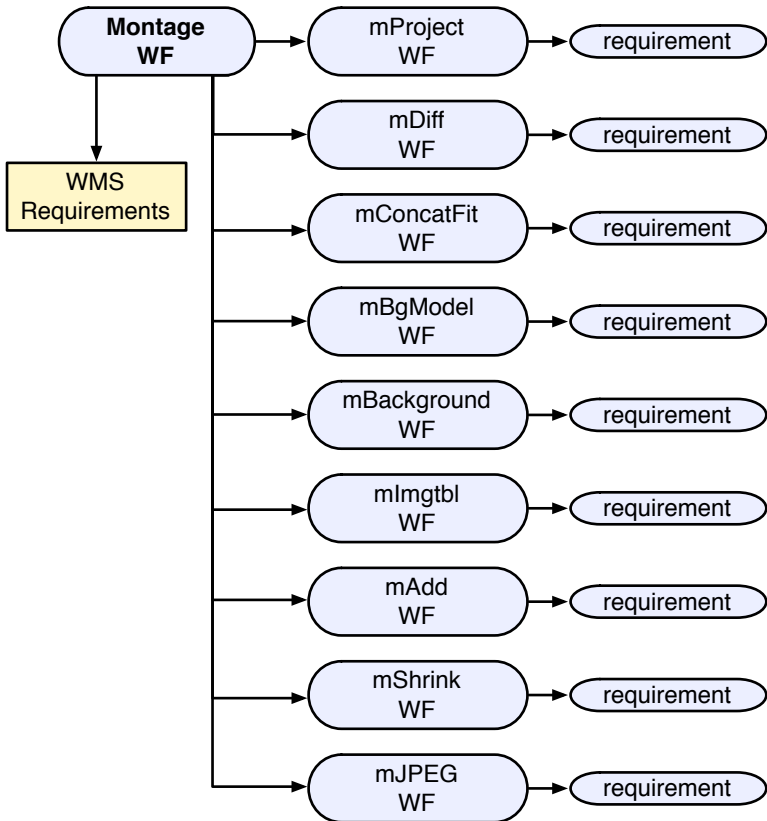 Montage
WF
mProject
WF
requirement
WMS
Requirements
mDiff
WF
requirement
mConcatFit
WF
requirement
mBgModel
WF
requirement
mBackground
WF
requirement
mImgtbl
WF
requirement
mAdd
WF
requirement
mShrink
WF
requirement
mJPEG
WF
requirement